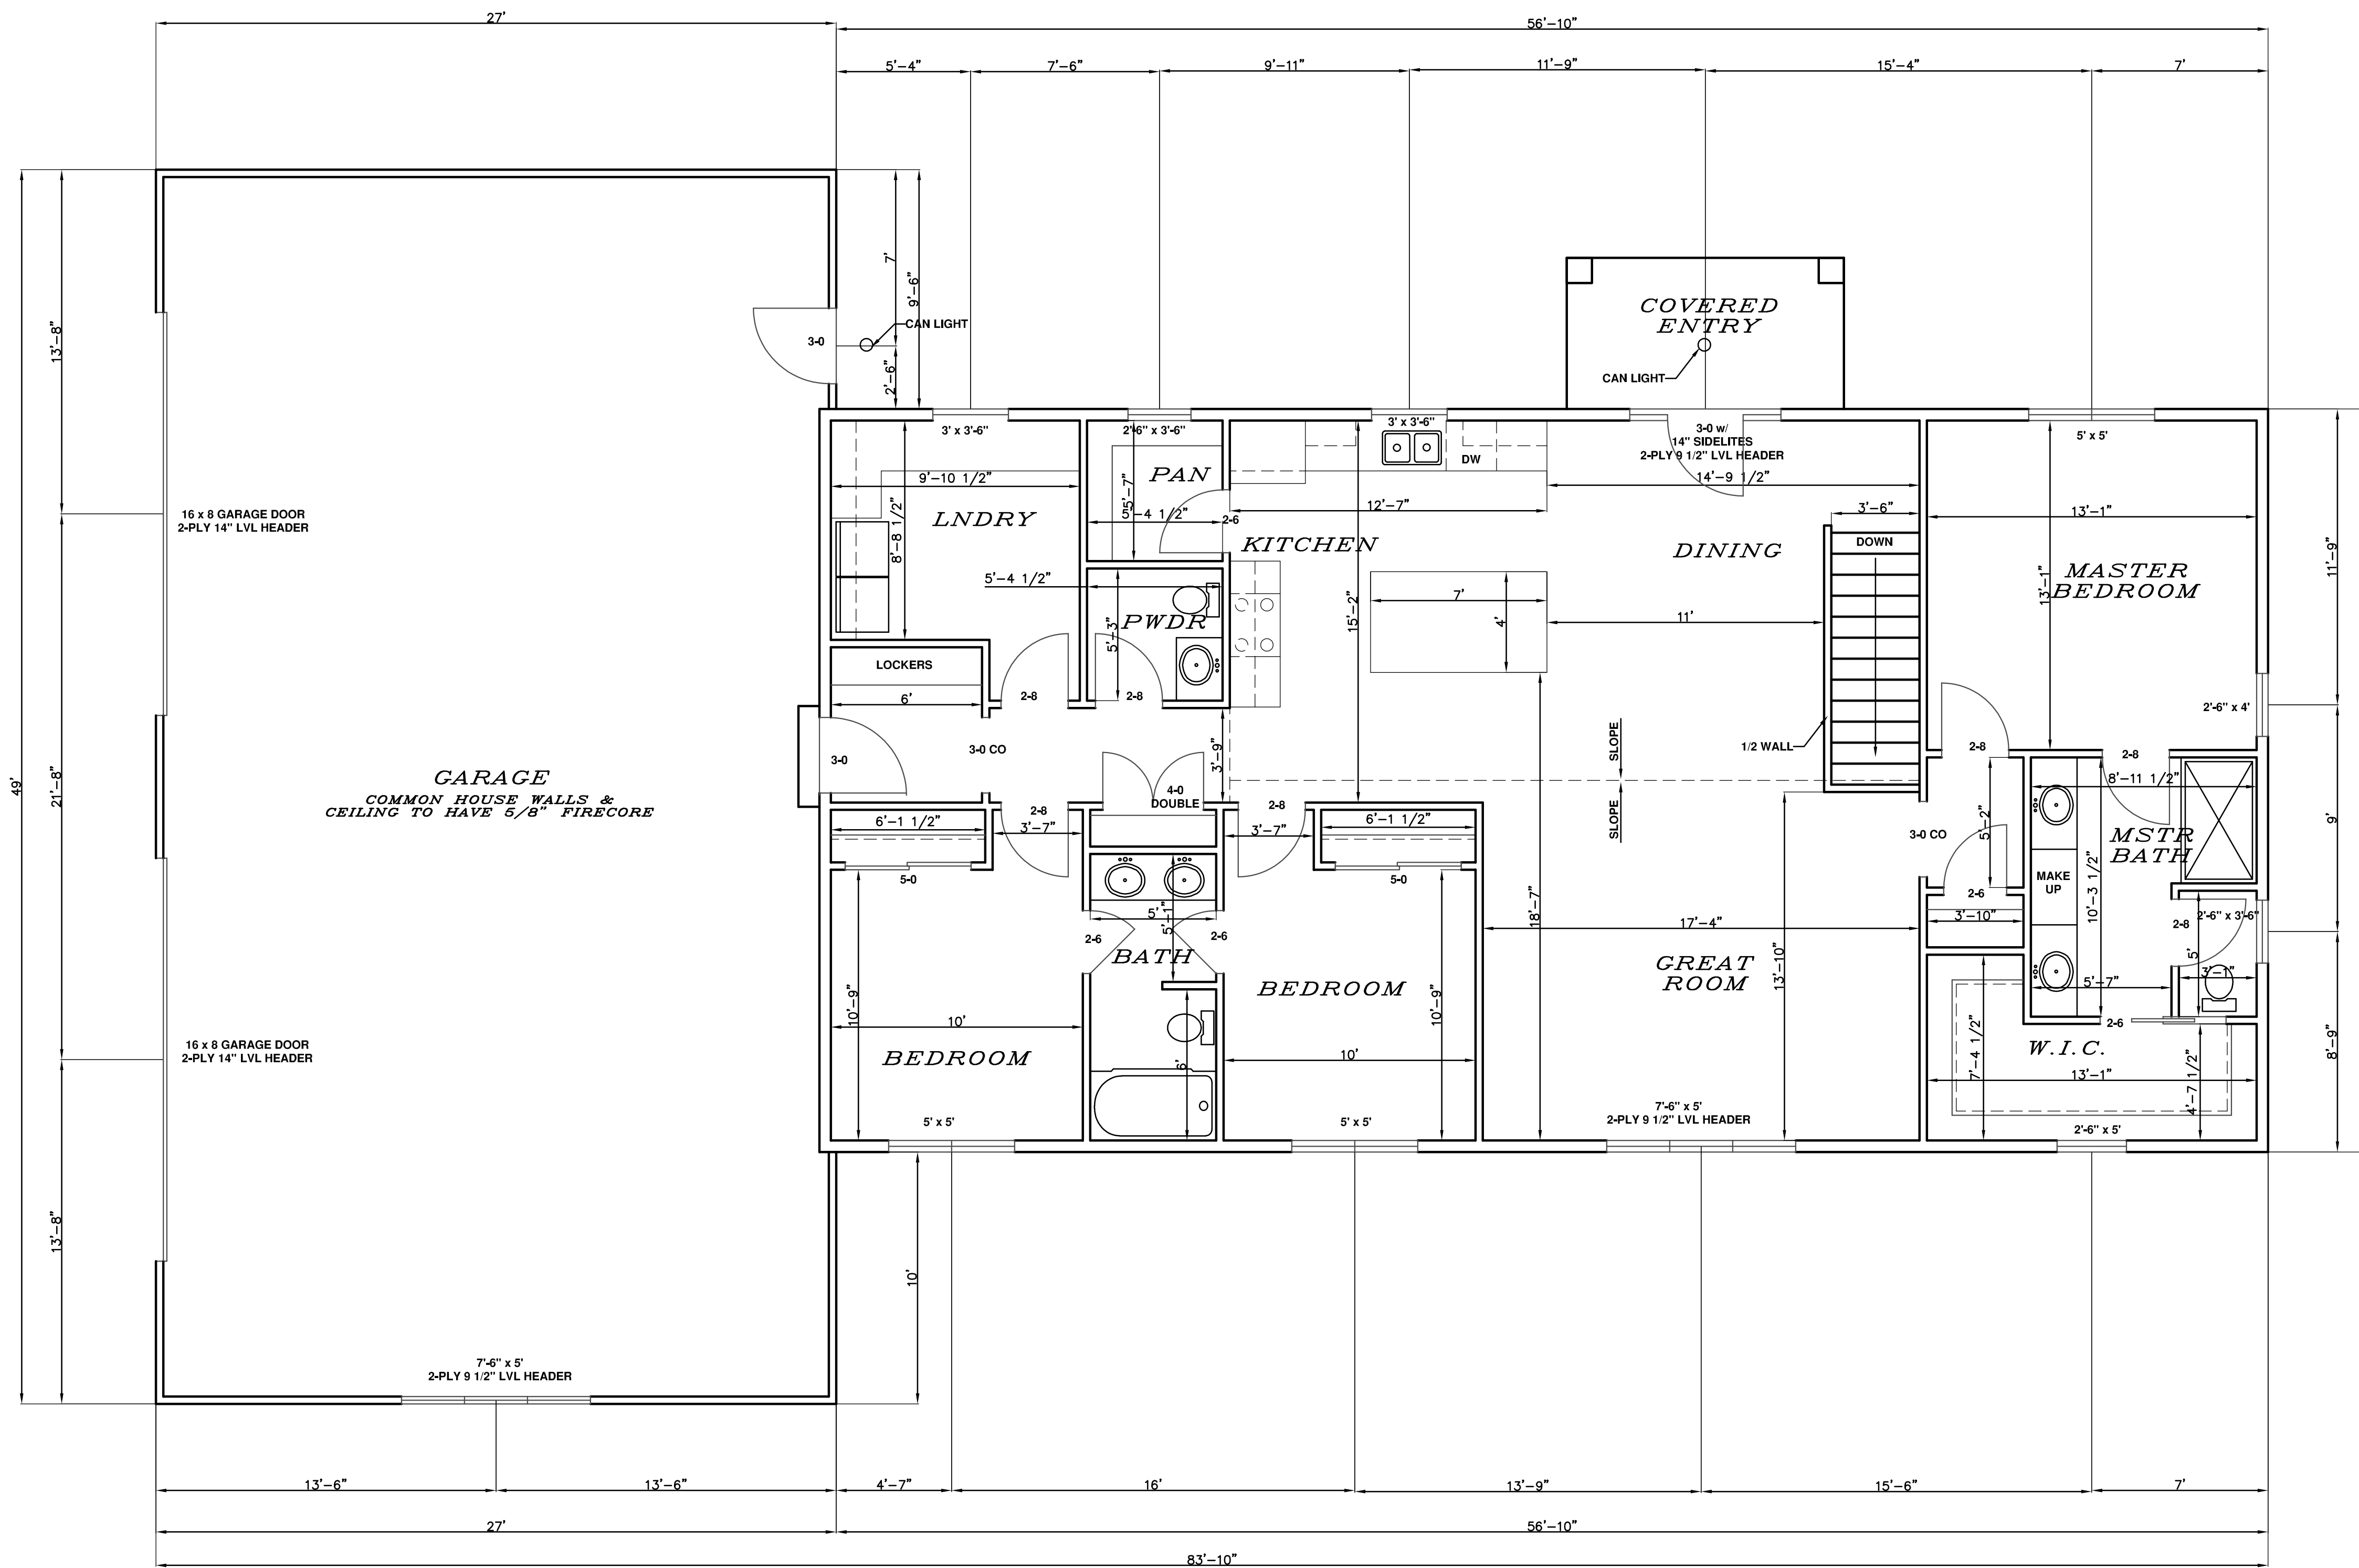 27'
56'-10"
5'-4"
7'-6"
9'-11"
11'-9"
15'-4"
7'
49'
13'-8"
21'-8"
13'-8"
7'
9'-6"
2'-6"
CAN LIGHT
3-0
COVERED
ENTRY
CAN LIGHT
16 x 8 GARAGE DOOR
2-PLY 14" LVL HEADER
GARAGE
COMMON HOUSE WALLS &
CEILING TO HAVE 5/8" FIRECORE
16 x 8 GARAGE DOOR
2-PLY 14" LVL HEADER
7'-6" x 5'
2-PLY 9 1/2" LVL HEADER
3' x 3'-6"
9'-10 1/2"
LNDRY
8'-8 1/2"
2'-6" x 3'-6"
PAN
5'-7"
5'-4 1/2"
2-6
5'-4 1/2"
PWDR
5'-3"
LOCKERS
6'
2-8
2-8
3-0
3-0 CO
3'-9"
4-0
DOUBLE
3' x 3'-6"
DW
12'-7"
KITCHEN
15'-2"
7'
4'
3-0 w/
14" SIDELITES
2-PLY 9 1/2" LVL HEADER
14'-9 1/2"
DINING
11'
3'-6"
DOWN
1/2 WALL
SLOPE
SLOPE
5' x 5'
13'-1"
MASTER
BEDROOM
13'-1"
2'-6" x 4'
2-8
2-8
8'-11 1/2"
5'-2"
3-0 CO
MSTR
BATH
MAKE
UP
10'-3 1/2"
2-6
3'-10"
2-8
2'-6" x 3'-6"
5'
3'-1"
5'-7"
2-6
W.I.C.
7'-4 1/2"
13'-1"
4'-7 1/2"
2'-6" x 5'
11'-9"
9'
8'-9"
6'-1 1/2"
2-8
3'-7"
5-0
10'-9"
10'
BEDROOM
5' x 5'
5'
5'-1"
2-6
2-6
BATH
6'
2-8
3'-7"
6'-1 1/2"
5-0
BEDROOM
10'-9"
10'
5' x 5'
18'-7"
17'-4"
GREAT
ROOM
13'-10"
7'-6" x 5'
2-PLY 9 1/2" LVL HEADER
10'
13'-6"
13'-6"
4'-7"
16'
13'-9"
15'-6"
7'
27'
56'-10"
83'-10"